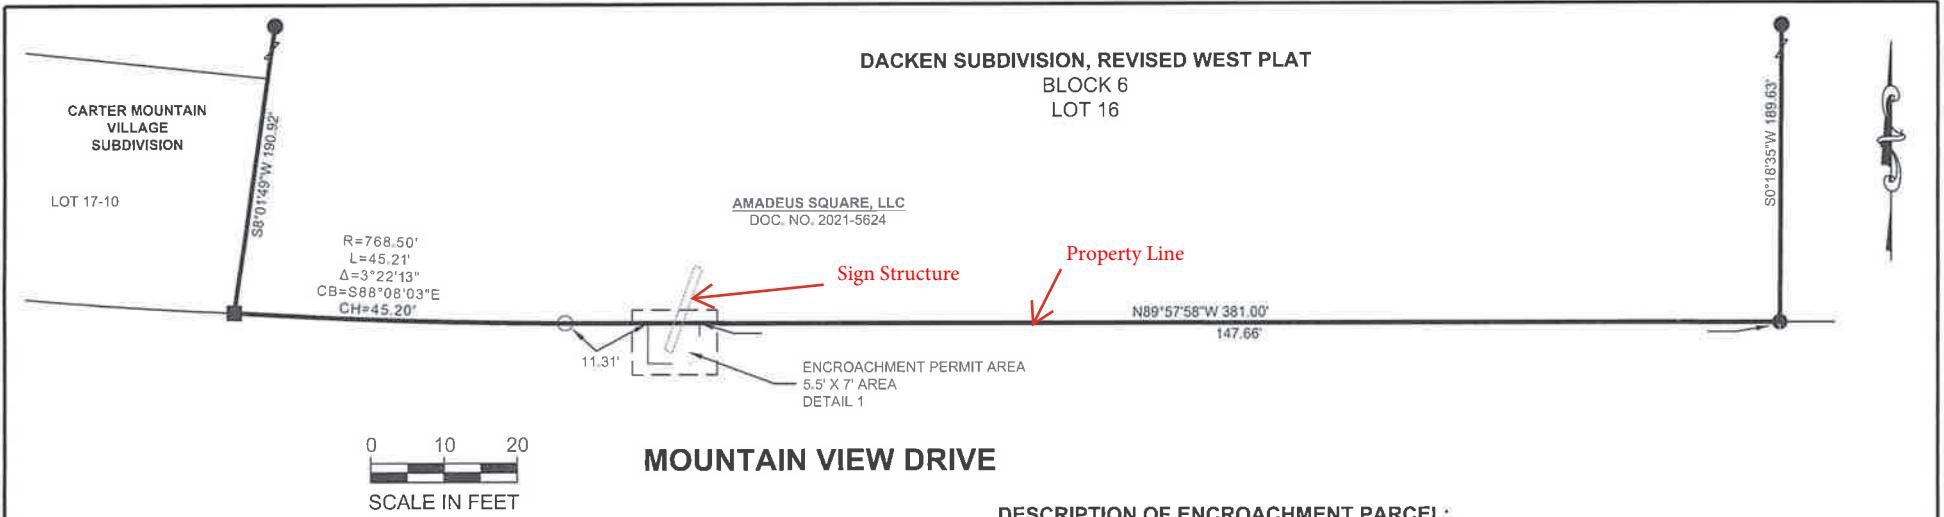 DACKEN SUBDIVISION, REVISED WEST PLAT
BLOCK 6
LOT 16
CARTER MOUNTAIN
VILLAGE
SUBDIVISION
LOT 17-10
S8°01'49"W 190.92'
S0°18'35"W 189.63'
AMADEUS SQUARE, LLC
DOC. NO. 2021-5624
R=768.50'
L=45.21'
Δ=3°22'13"
CB=S88°08'03"E
CH=45.20'
Sign Structure
Property Line
N89°57'58"W 381.00'
147.66'
11.31'
ENCROACHMENT PERMIT AREA
5.5' X 7' AREA
DETAIL 1
0 10 20
SCALE IN FEET
MOUNTAIN VIEW DRIVE
DESCRIPTION OF ENCROACHMENT PARCEL: